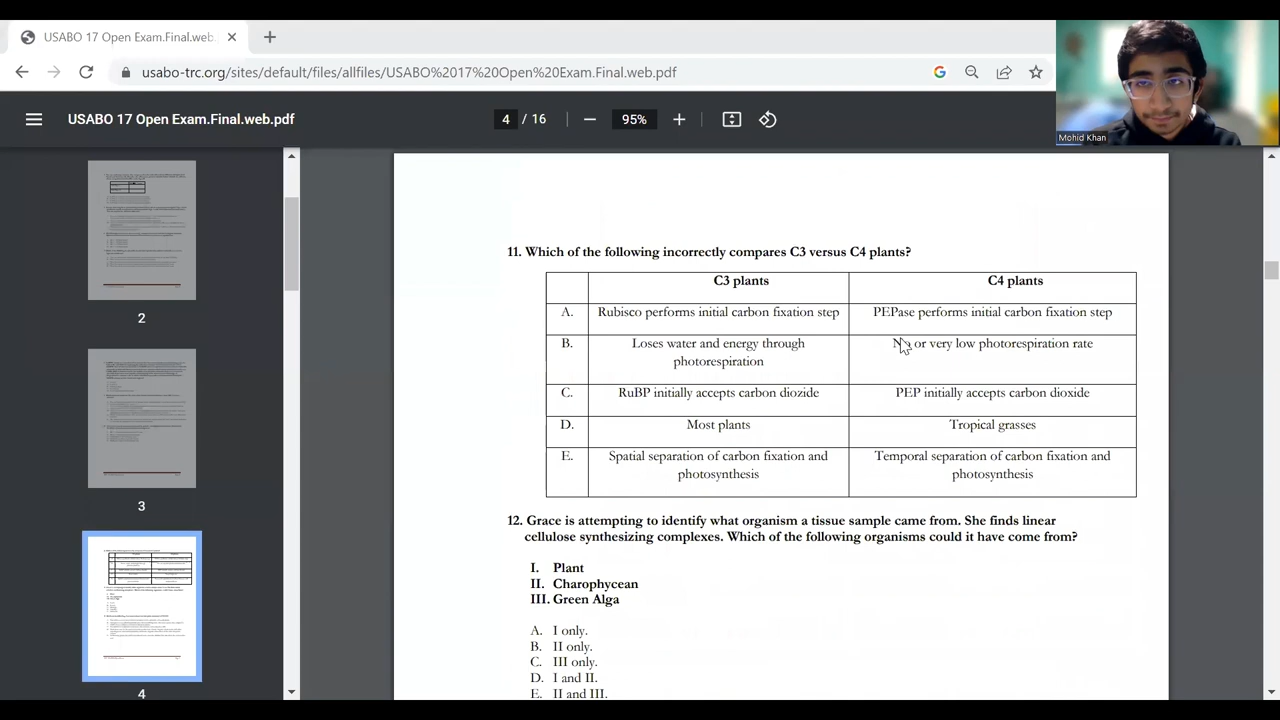 USABO 17 Open Exam.Final.web.
usabo-trc.org/sites/default/files/allfiles/USABO%2017%20Open%20Exam.Final.web.pdf
USABO 17 Open Exam.Final.web.pdf
4 / 16
95%
Mohid Khan
2
3
4
11. Which of the following incorrectly compares C3 versus C4 plants?
C3 plants
C4 plants
A.
Rubisco performs initial carbon fixation step
PEPase performs initial carbon fixation step
B.
Loses water and energy through
photorespiration
No or very low photorespiration rate
C.
RuBP initially accepts carbon diozide
PEP initially accepts carbon dioxide
D.
Most plants
Tropical grasses
E.
Spatial separation of carbon fixation and
photosynthesis
Temporal separation of carbon fixation and
photosynthesis
12. Grace is attempting to identify what organism a tissue sample came from. She finds linear
cellulose synthesizing complexes. Which of the following organisms could it have come from?
I. Plant
II. Charophycean
III. Green Alga
A. I only.
B. II only.
C. III only.
D. I and II.
E. II and III.